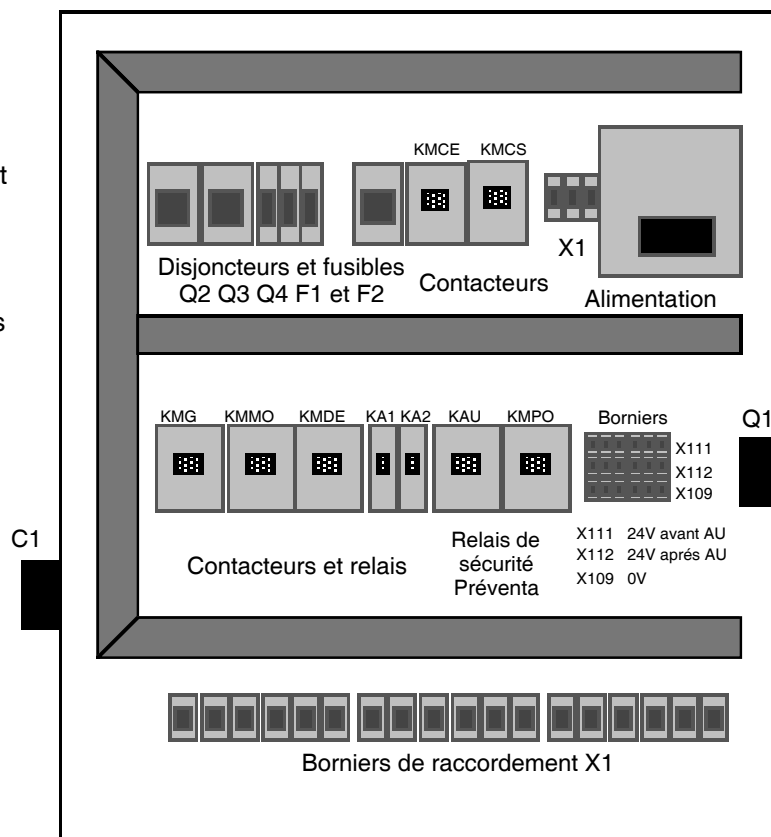 t
KMCE KMCS
X1
Disjoncteurs et fusibles
Q2 Q3 Q4 F1 et F2
Contacteurs
Alimentation
s
KMG KMMO KMDE KA1 KA2 KAU KMPO
Borniers
Q1
X111
X112
X109
C1
Contacteurs et relais
Relais de
sécurité
Préventa
X111 24V avant AU
X112 24V aprés AU
X109 0V
Borniers de raccordement X1